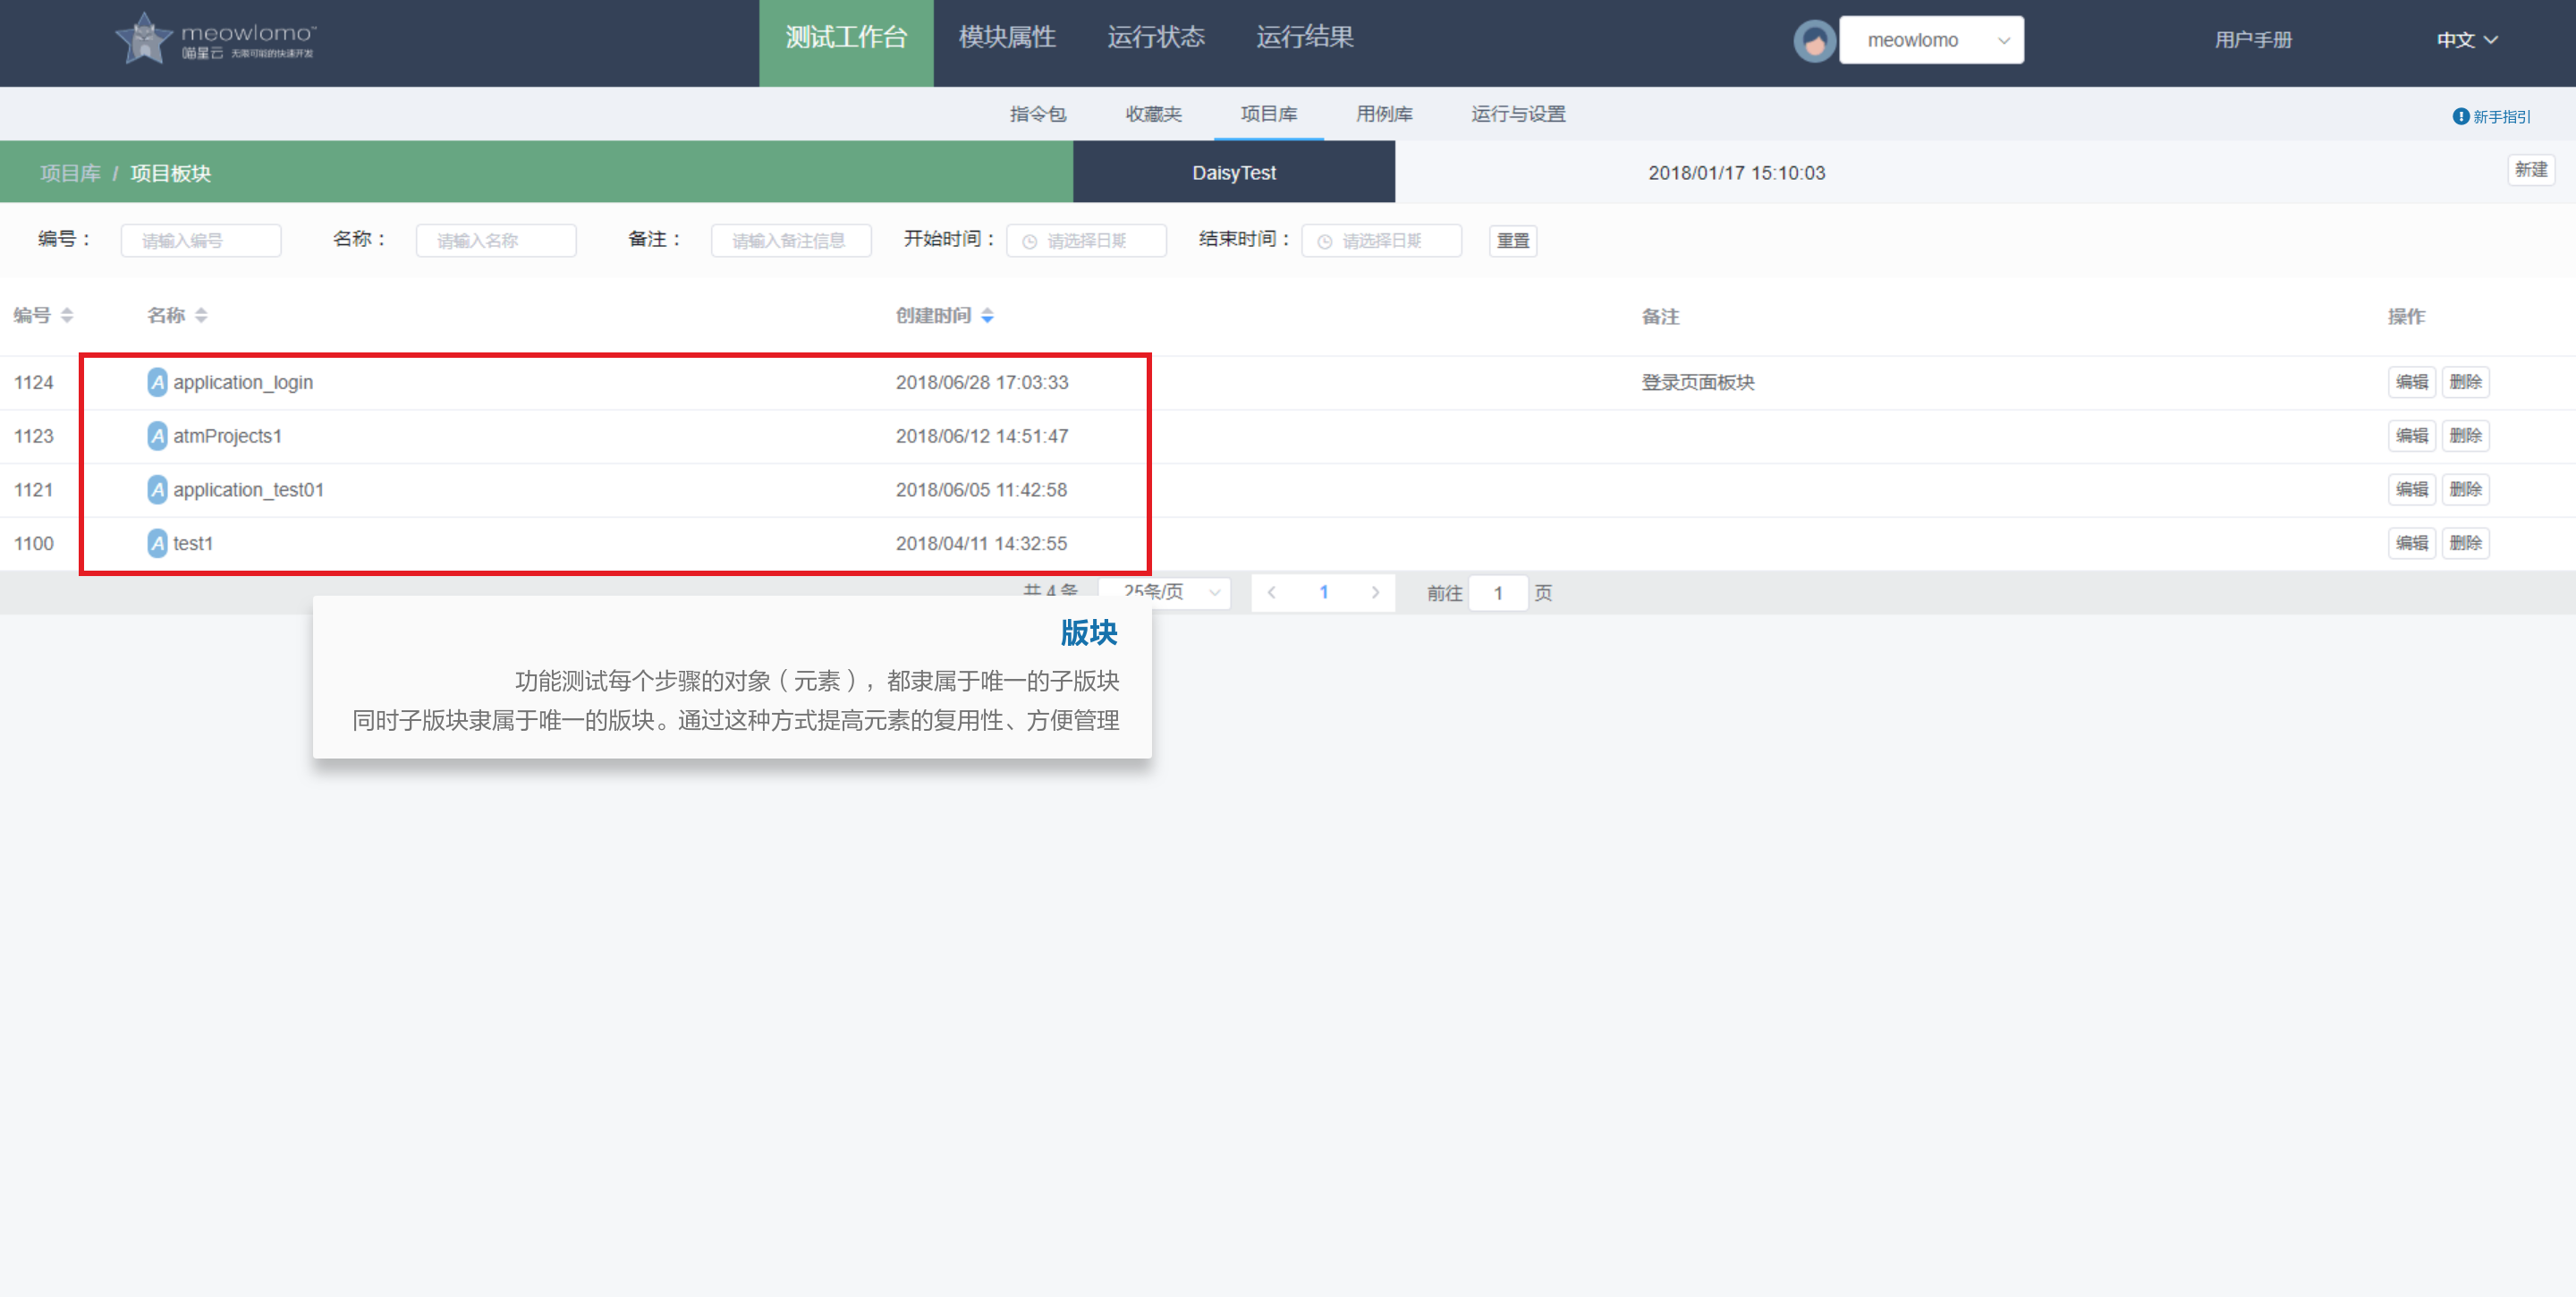 meowlomo™
喵星云 无限可能的快速开发
测试工作台 模块属性 运行状态 运行结果
meowlomo
用户手册
中文
指令包 收藏夹 项目库 用例库 运行与设置
新手指引
项目库 / 项目板块
DaisyTest
2018/01/17 15:10:03
新建
编号： 请输入编号 名称： 请输入名称 备注： 请输入备注信息 开始时间： 请选择日期 结束时间： 请选择日期 重置
编号 名称 创建时间 备注 操作
1124 A application_login 2018/06/28 17:03:33 登录页面板块 编辑 删除
1123 A atmProjects1 2018/06/12 14:51:47 编辑 删除
1121 A application_test01 2018/06/05 11:42:58 编辑 删除
1100 A test1 2018/04/11 14:32:55 编辑 删除
共 4 条 25条/页 1 前往 1 页
版块
功能测试每个步骤的对象（元素），都隶属于唯一的子版块
同时子版块隶属于唯一的版块。通过这种方式提高元素的复用性、方便管理